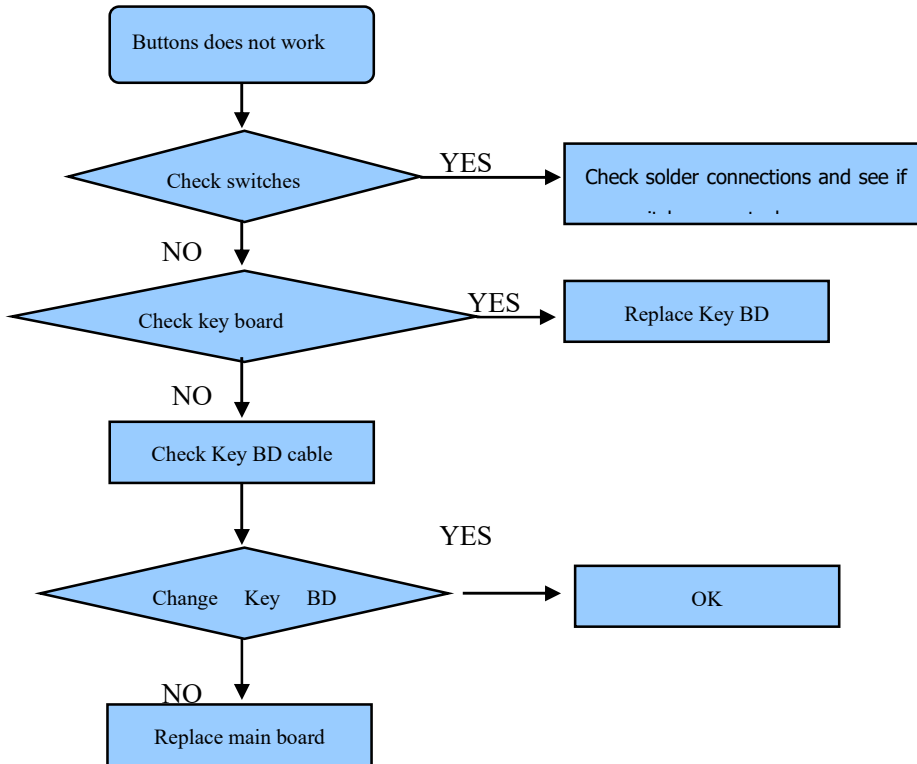 Buttons does not work
Check switches
YES
Check solder connections and see if
NO
Check key board
YES
Replace Key BD
NO
Check Key BD cable
YES
Change Key BD
OK
NO
Replace main board